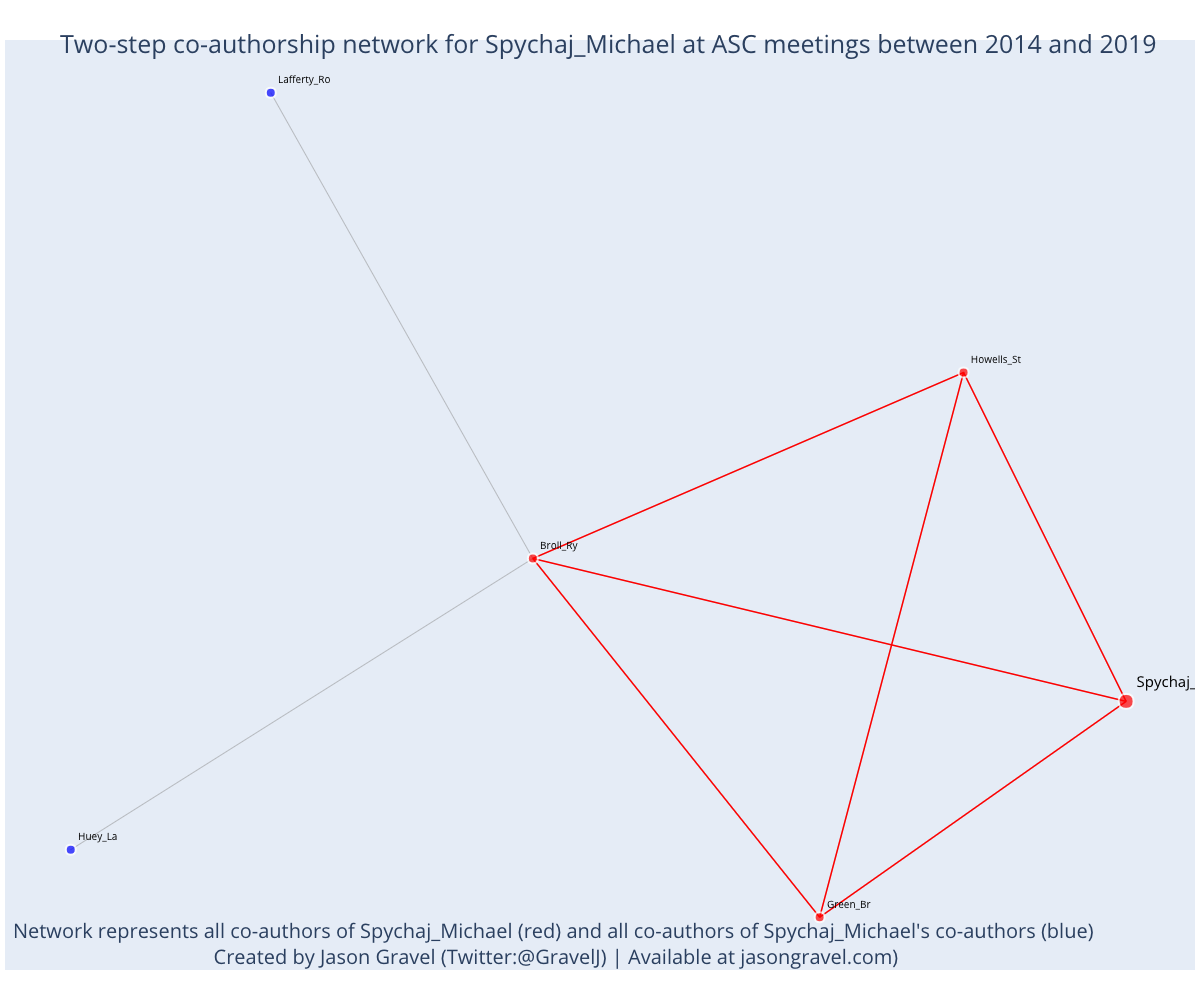 Two-step co-authorship network for Spychaj_Michael at ASC meetings between 2014 and 2019
Lafferty_Ro
Howells_St
Broll_Ry
Spychaj_
Huey_La
Green_Br
Network represents all co-authors of Spychaj_Michael (red) and all co-authors of Spychaj_Michael's co-authors (blue)
Created by Jason Gravel (Twitter:@GravelJ) | Available at jasongravel.com)